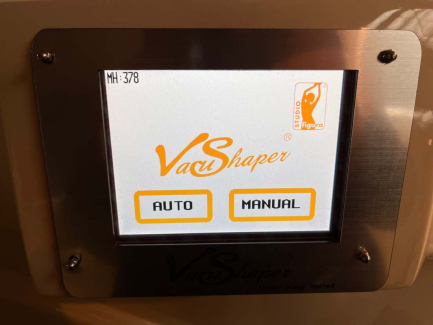 MH:378
STUDIO
figura
VacuShaper
®
AUTO
MANUAL
VacuShaper